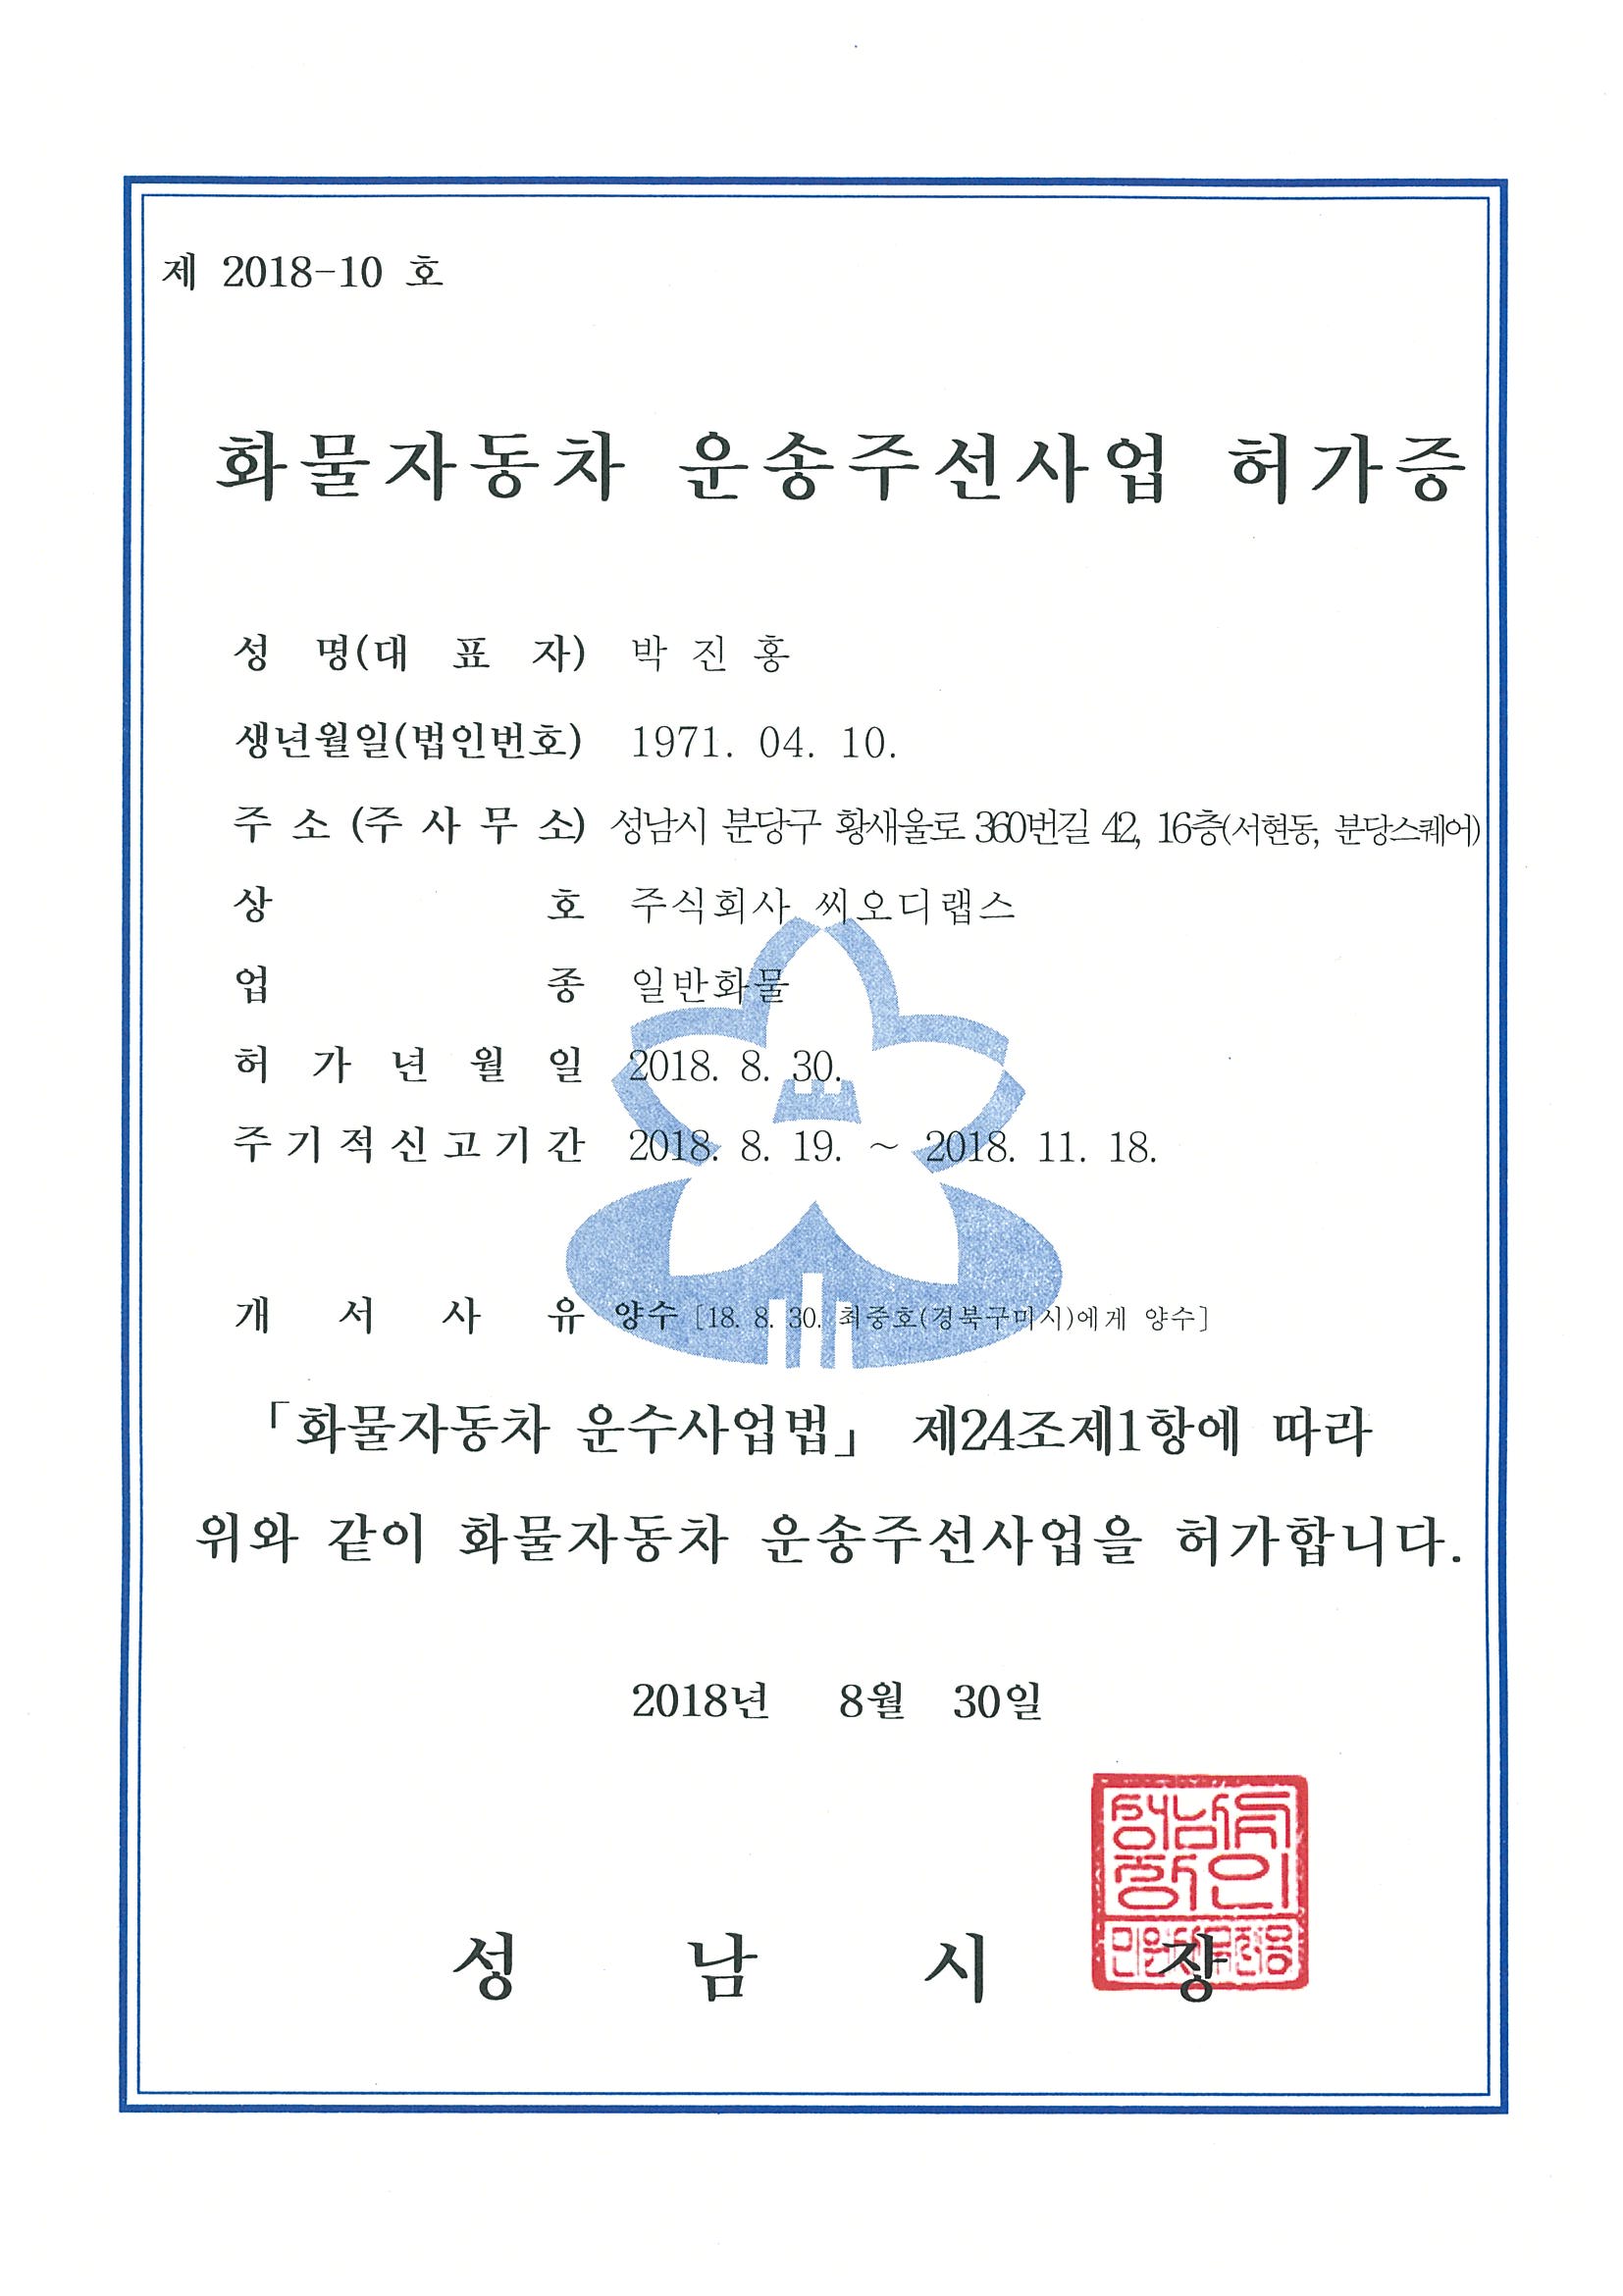 제 2018-10 호
화물자동차 운송주선사업 허가증
성 명(대 표 자) 박 진 홍
생년월일(법인번호) 1971. 04. 10.
주 소 (주 사 무 소) 성남시 분당구 황새울로 360번길 42, 16층(서현동, 분당스퀘어)
상 호 주식회사 씨오디랩스
업 종 일반화물
허 가 년 월 일 2018. 8. 30.
주기적신고기간 2018. 8. 19. ~ 2018. 11. 18.
개 서 사 유 양수 [18. 8. 30. 최중호(경북구미시)에게 양수]
「화물자동차 운수사업법」 제24조제1항에 따라
위와 같이 화물자동차 운송주선사업을 허가합니다.
2018년 8월 30일
성 남 시 장